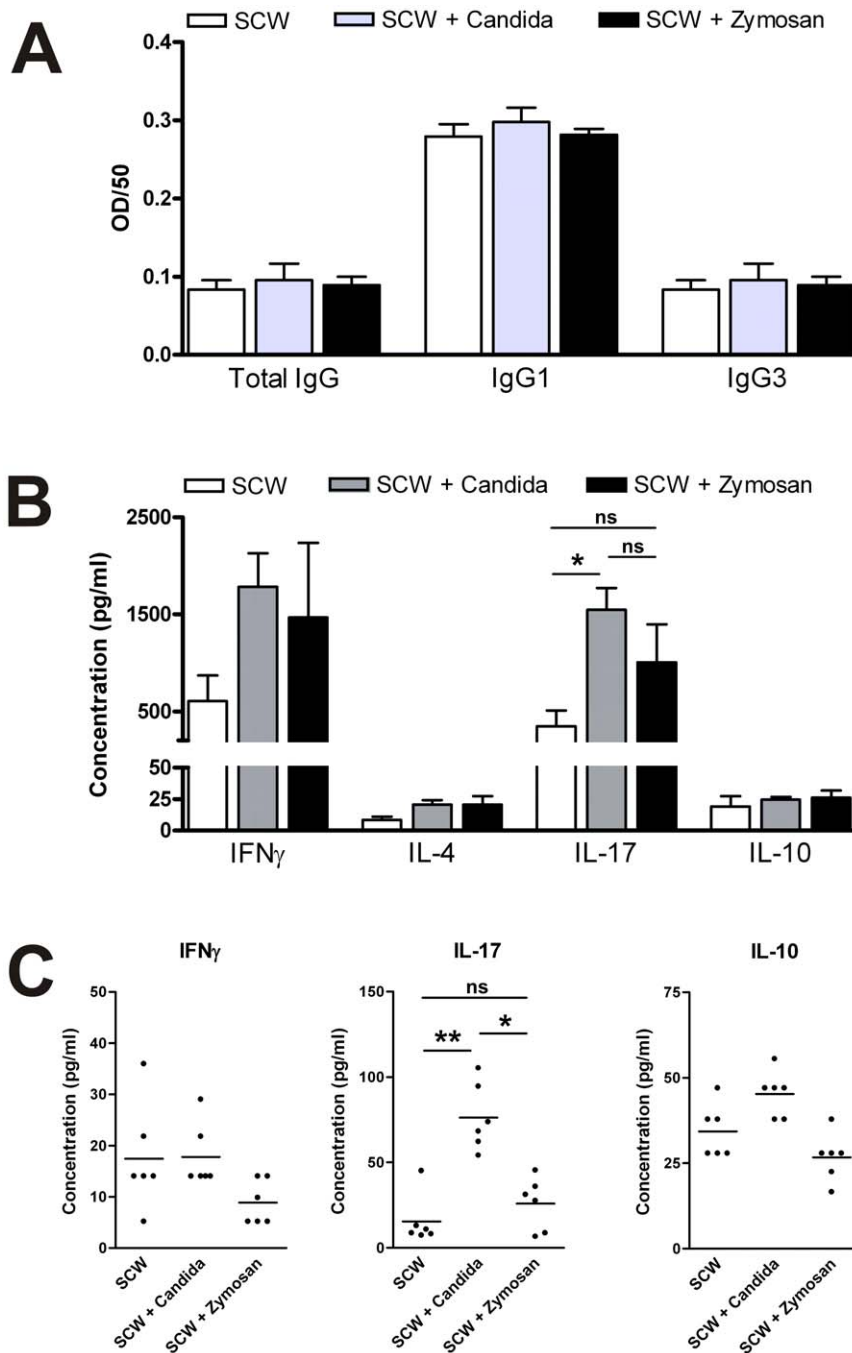 A
SCW SCW + Candida SCW + Zymosan
0.4
0.3
0.2
0.1
0.0
OD/50
Total IgG IgG1 IgG3
B
SCW SCW + Candida SCW + Zymosan
2500
1500
500
50
25
0
Concentration (pg/ml)
ns
* ns
IFNγ IL-4 IL-17 IL-10
C
IFNγ
50
40
30
20
10
0
Concentration (pg/ml)
SCW
SCW + Candida
SCW + Zymosan
IL-17
150
100
50
0
Concentration (pg/ml)
ns
** *
SCW
SCW + Candida
SCW + Zymosan
IL-10
75
50
25
0
Concentration (pg/ml)
SCW
SCW + Candida
SCW + Zymosan